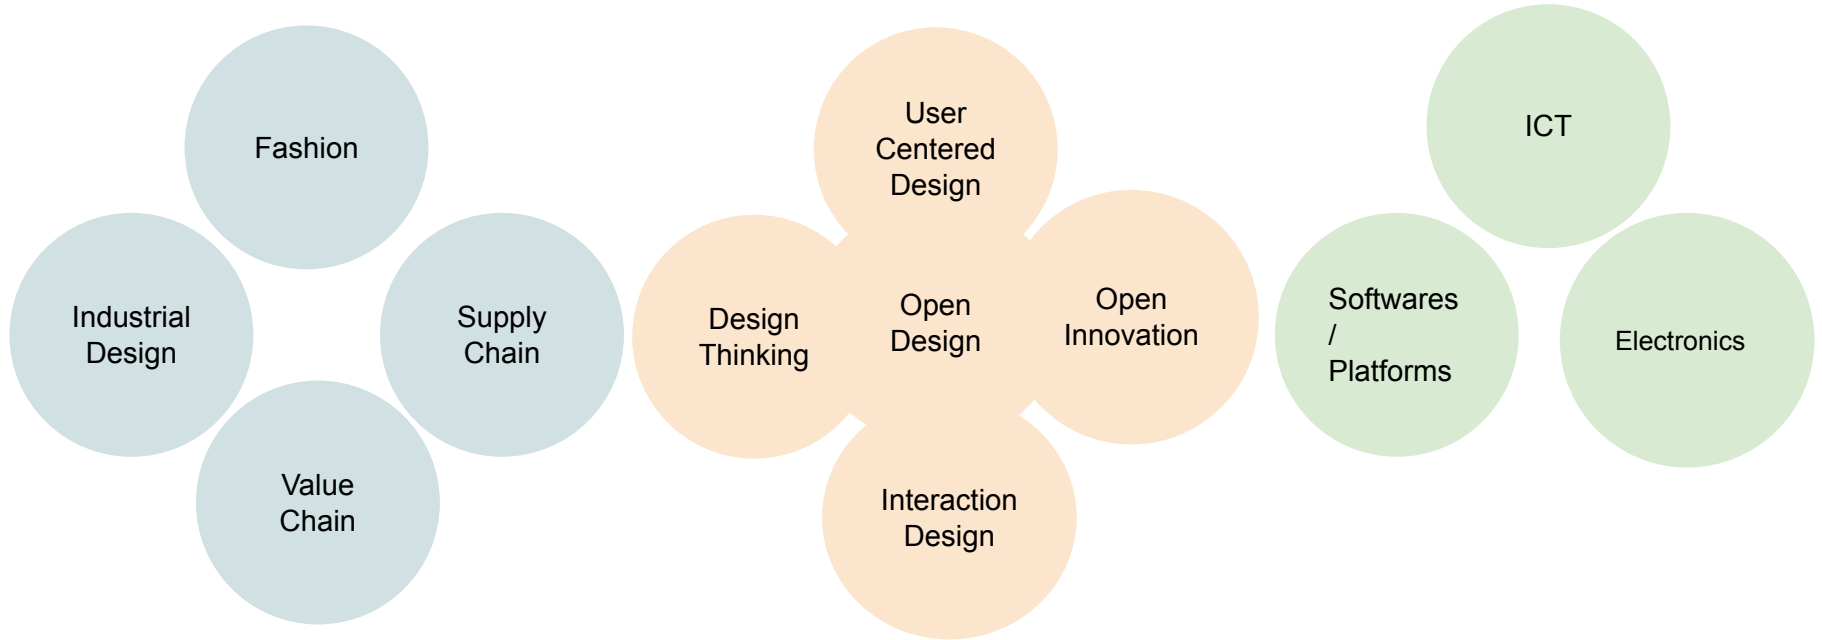 Fashion
Industrial
Design
Supply
Chain
Value
Chain
User
Centered
Design
Design
Thinking
Open
Design
Open
Innovation
Interaction
Design
ICT
Softwares
/
Platforms
Electronics